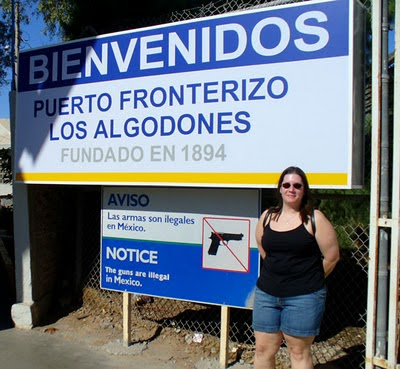 BIENVENIDOS
PUERTO FRONTERIZO
LOS ALGODONES
FUNDADO EN 1894
AVISO
Las armas son ilegales
en México.
NOTICE
The guns are illegal
in Mexico.